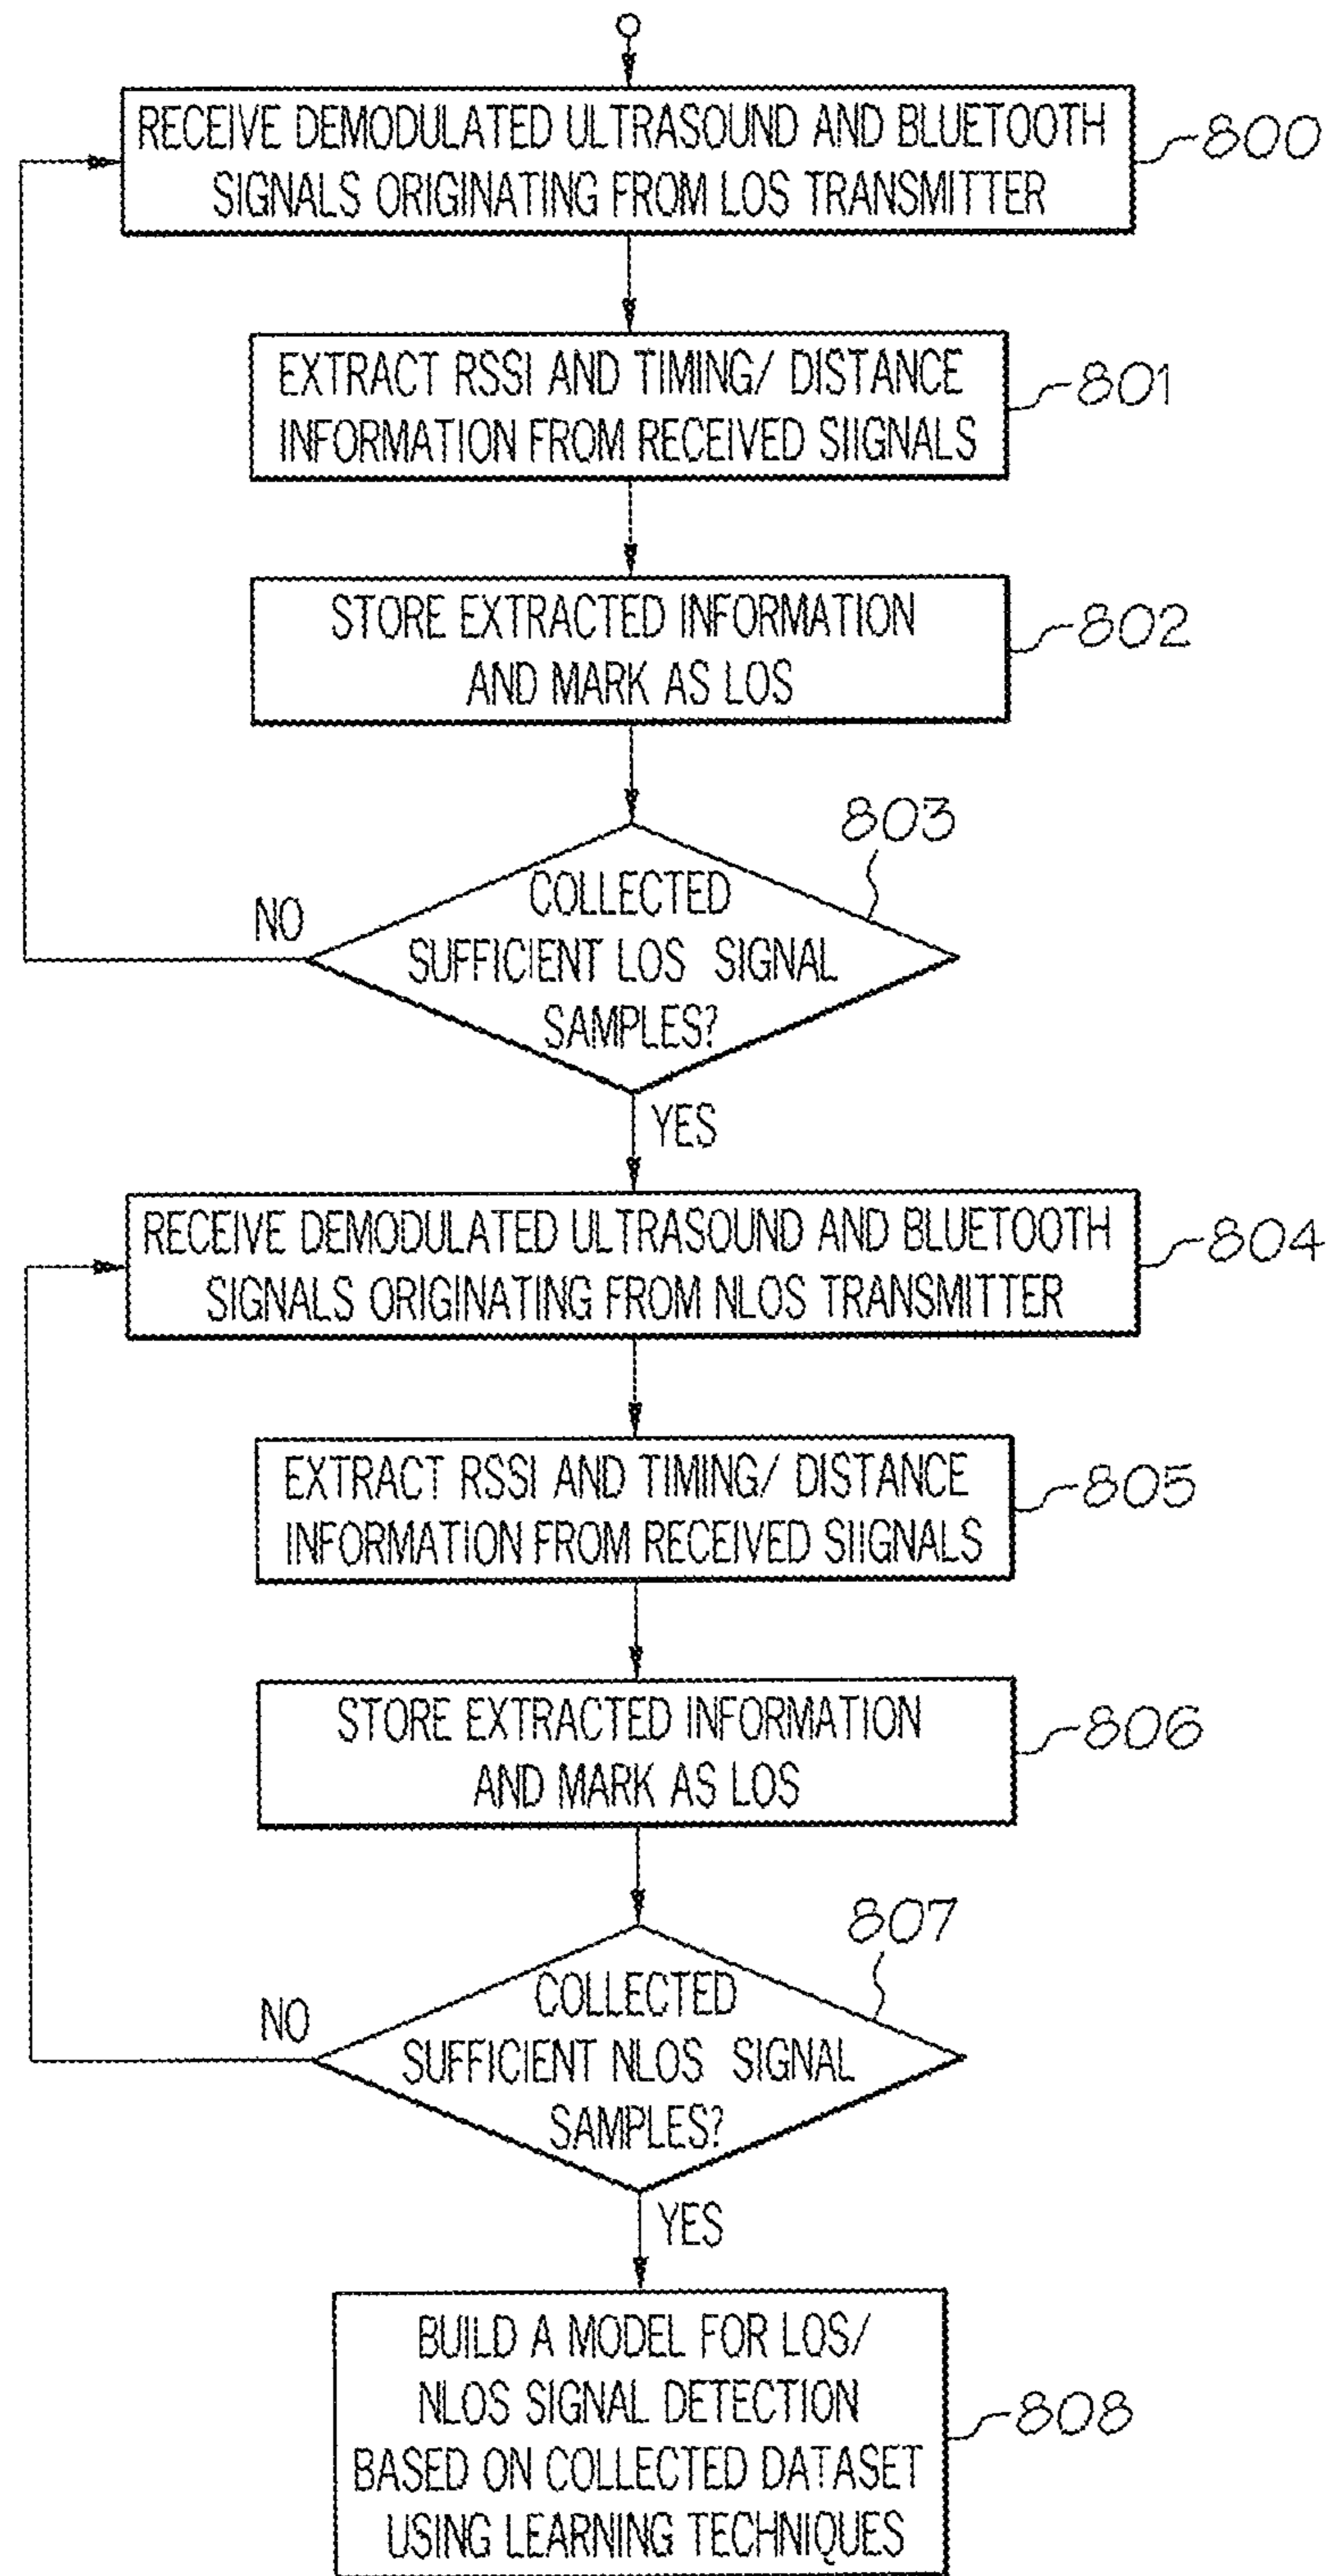 RECEIVE DEMODULATED ULTRASOUND AND BLUETOOTH
SIGNALS ORIGINATING FROM LOS TRANSMITTER
800
EXTRACT RSSI AND TIMING/ DISTANCE
INFORMATION FROM RECEIVED SIIGNALS
801
STORE EXTRACTED INFORMATION
AND MARK AS LOS
802
803
COLLECTED
SUFFICIENT LOS SIGNAL
SAMPLES?
NO
YES
RECEIVE DEMODULATED ULTRASOUND AND BLUETOOTH
SIGNALS ORIGINATING FROM NLOS TRANSMITTER
804
EXTRACT RSSI AND TIMING/ DISTANCE
INFORMATION FROM RECEIVED SIIGNALS
805
STORE EXTRACTED INFORMATION
AND MARK AS LOS
806
807
COLLECTED
SUFFICIENT NLOS SIGNAL
SAMPLES?
NO
YES
BUILD A MODEL FOR LOS/
NLOS SIGNAL DETECTION
BASED ON COLLECTED DATASET
USING LEARNING TECHNIQUES
808